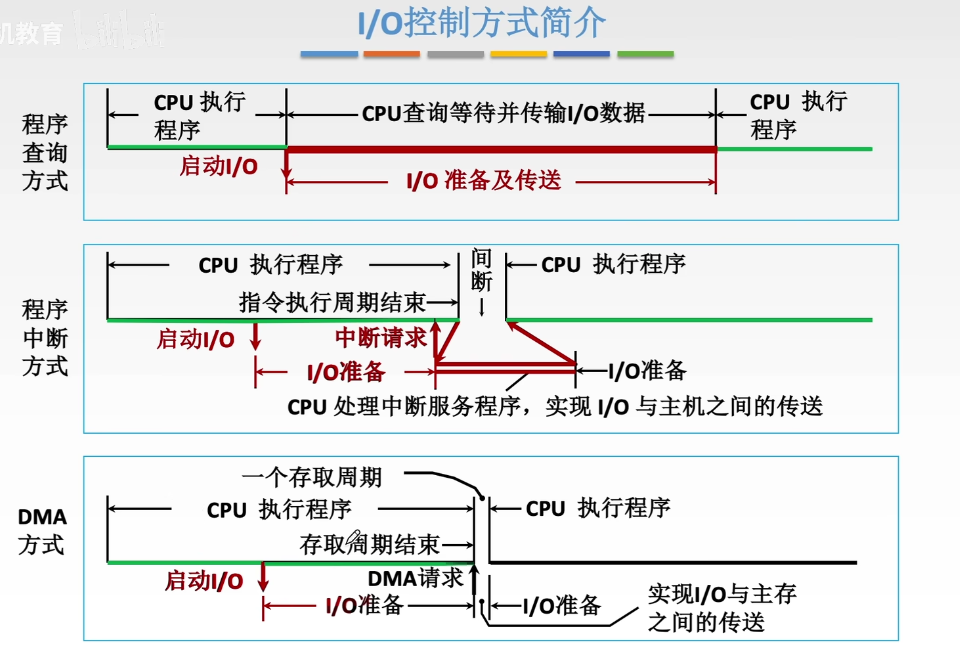 机教育
I/O控制方式简介
程序
查询
方式
CPU 执行
程序
CPU查询等待并传输I/O数据
CPU 执行
程序
启动I/O
I/O 准备及传送
程序
中断
方式
CPU 执行程序
间
断
CPU 执行程序
指令执行周期结束
启动I/O
中断请求
I/O准备
I/O准备
CPU 处理中断服务程序，实现 I/O 与主机之间的传送
DMA
方式
一个存取周期
CPU 执行程序
CPU 执行程序
存取周期结束
启动I/O
DMA请求
I/O准备
I/O准备
实现I/O与主存
之间的传送